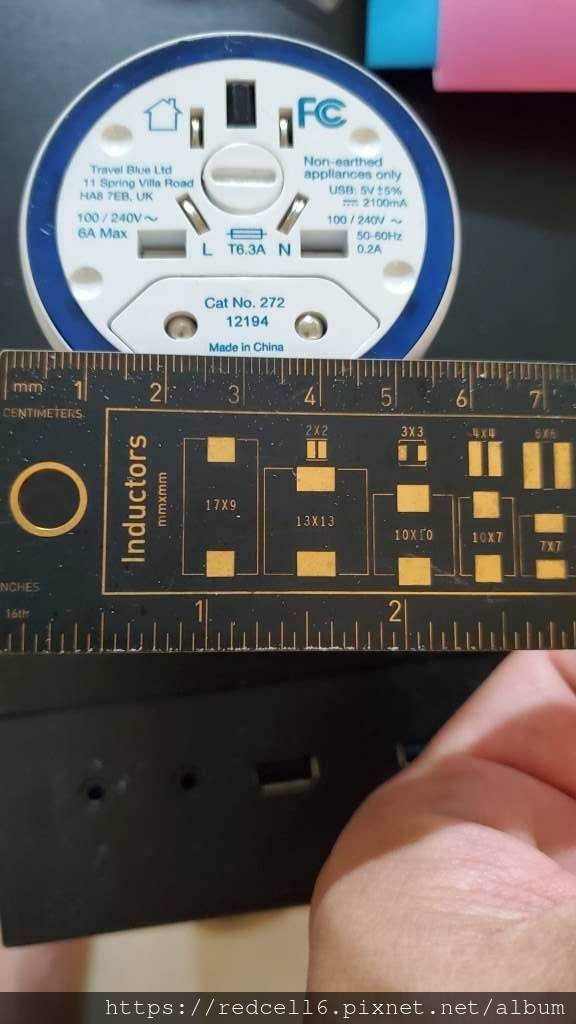 FC
Travel Blue Ltd
11 Spring Villa Road
HA8 7EB, UK
100 / 240V ~
6A Max
Non-earthed
appliances only
USB: 5V ±5%
⎓ 2100mA
100 / 240V ~
50-60Hz
0.2A
L T6.3A N
Cat No. 272
12194
Made in China
mm 1 2 3 4 5 6 7
CENTIMETERS
Inductors
mmxmm
17X9
2X2
13X13
3X3
10X10
4X4
10X7
6X6
7X7
INCHES
16th
1 2
https://redcell6.pixnet.net/album